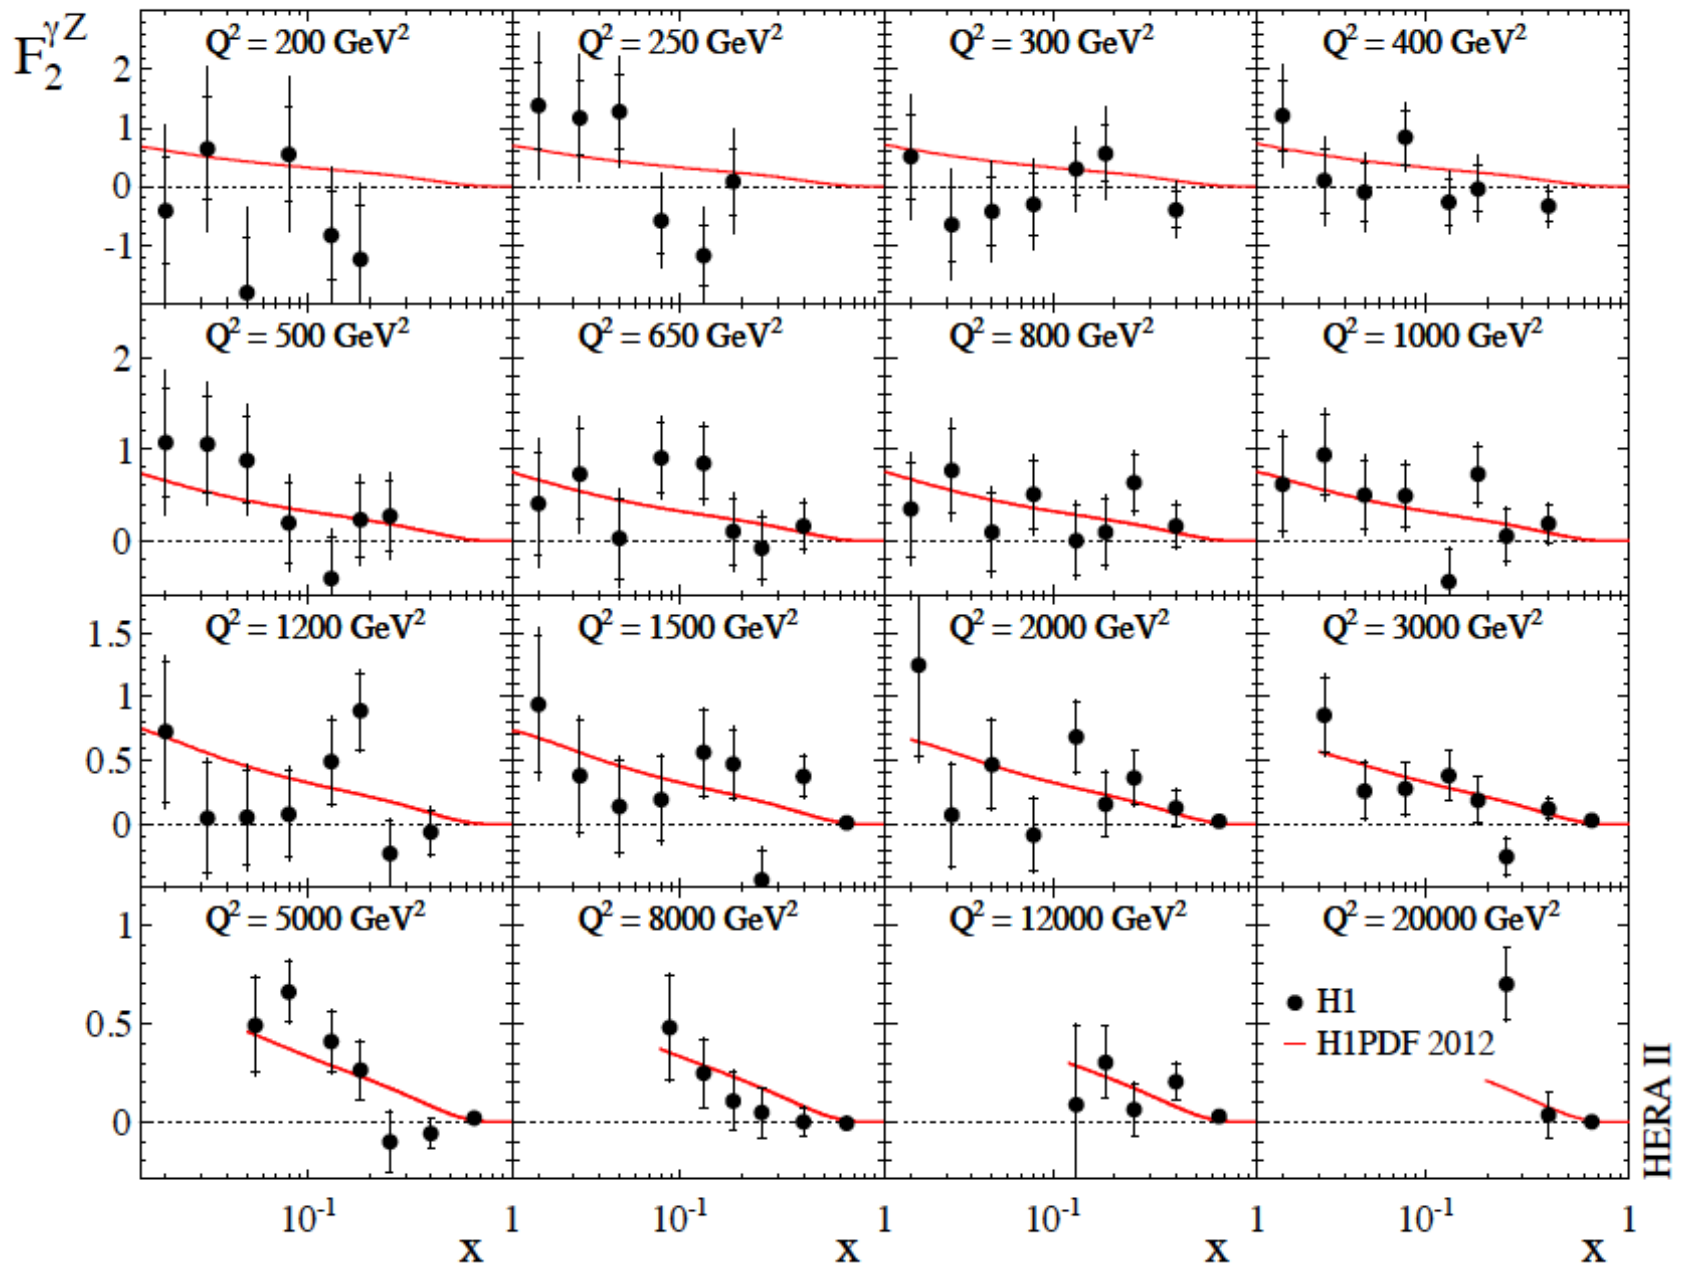 F₂^γZ
Q² = 200 GeV²
Q² = 250 GeV²
Q² = 300 GeV²
Q² = 400 GeV²
2
1
0
-1
Q² = 500 GeV²
Q² = 650 GeV²
Q² = 800 GeV²
Q² = 1000 GeV²
2
1
0
Q² = 1200 GeV²
Q² = 1500 GeV²
Q² = 2000 GeV²
Q² = 3000 GeV²
1.5
1
0.5
0
Q² = 5000 GeV²
Q² = 8000 GeV²
Q² = 12000 GeV²
Q² = 20000 GeV²
1
0.5
0
H1
H1PDF 2012
HERA II
10⁻¹ 1 10⁻¹ 1 10⁻¹ 1 10⁻¹ 1
x x x x